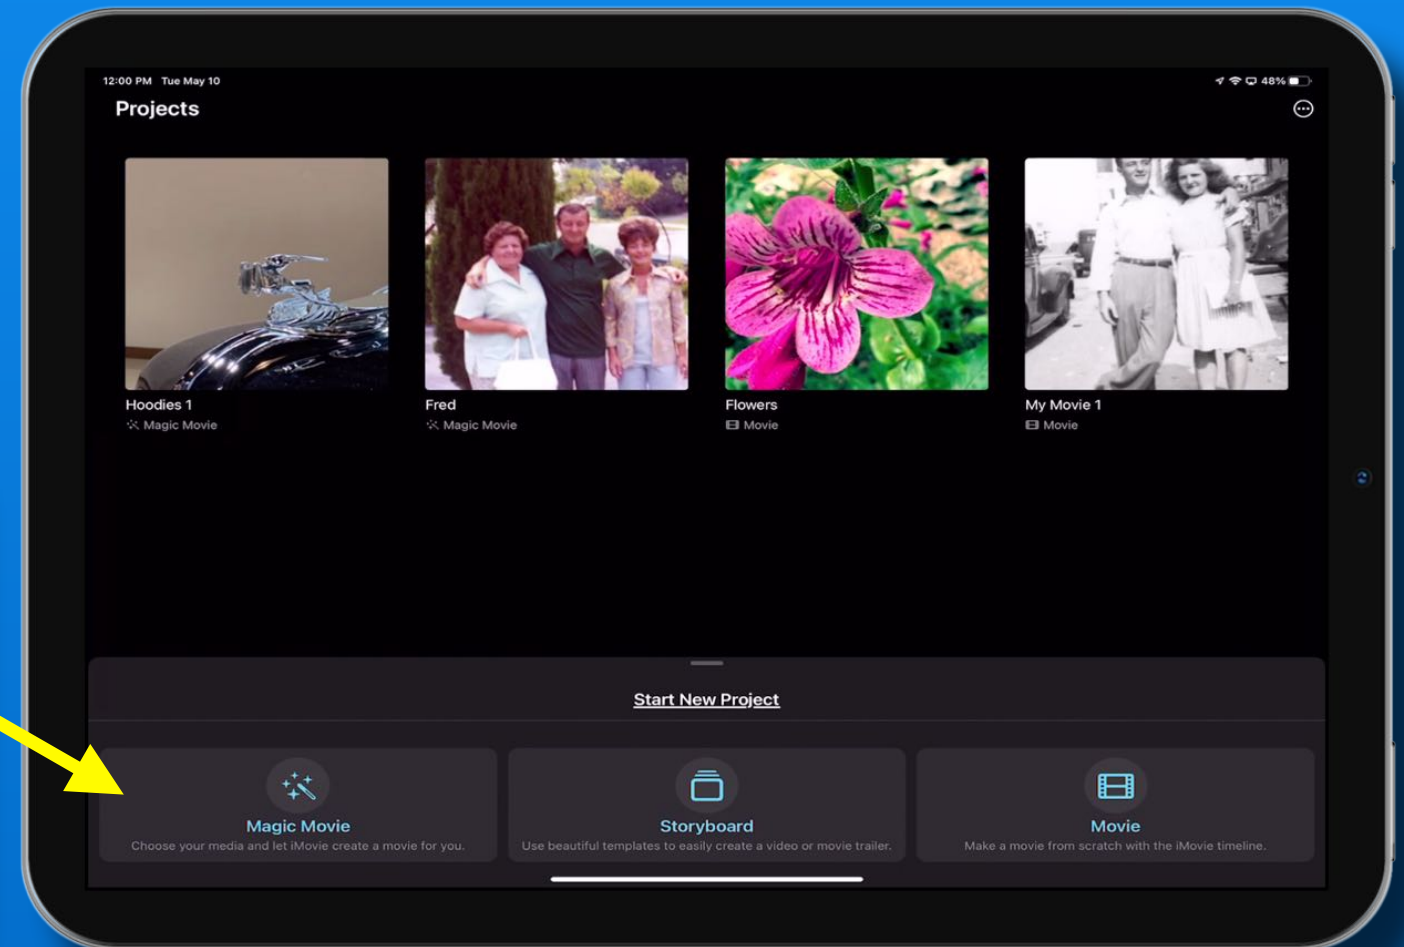 12:00 PM Tue May 10
48%
Projects
Hoodies 1
Magic Movie
Fred
Magic Movie
Flowers
Movie
My Movie 1
Movie
Start New Project
Magic Movie
Choose your media and let iMovie create a movie for you.
Storyboard
Use beautiful templates to easily create a video or movie trailer.
Movie
Make a movie from scratch with the iMovie timeline.